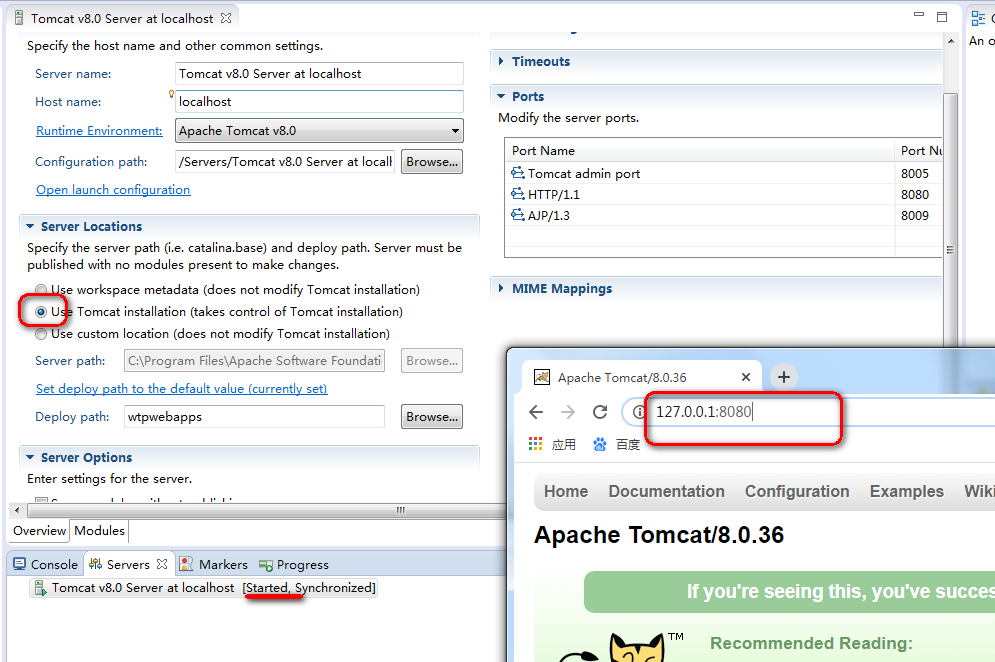 Tomcat v8.0 Server at localhost
Specify the host name and other common settings.
Server name: Tomcat v8.0 Server at localhost
Host name: localhost
Runtime Environment: Apache Tomcat v8.0
Configuration path: /Servers/Tomcat v8.0 Server at local Browse...
Open launch configuration
Server Locations
Specify the server path (i.e. catalina.base) and deploy path. Server must be
published with no modules present to make changes.
Use workspace metadata (does not modify Tomcat installation)
Use Tomcat installation (takes control of Tomcat installation)
Use custom location (does not modify Tomcat installation)
Server path: C:\Program Files\Apache Software Foundati Browse...
Set deploy path to the default value (currently set)
Deploy path: wtpwebapps Browse...
Server Options
Enter settings for the server.
Overview Modules
Timeouts
Ports
Modify the server ports.
Port Name Port Nu
Tomcat admin port 8005
HTTP/1.1 8080
AJP/1.3 8009
MIME Mappings
An o
Console Servers Markers Progress
Tomcat v8.0 Server at localhost [Started, Synchronized]
Apache Tomcat/8.0.36
127.0.0.1:8080
应用 百度
Home Documentation Configuration Examples Wiki
Apache Tomcat/8.0.36
If you're seeing this, you've succes
TM
Recommended Reading: